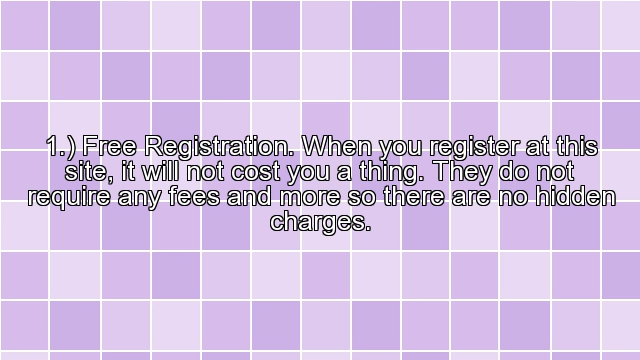 1.) Free Registration. When you register at this
site, it will not cost you a thing. They do not
require any fees and more so there are no hidden
charges.